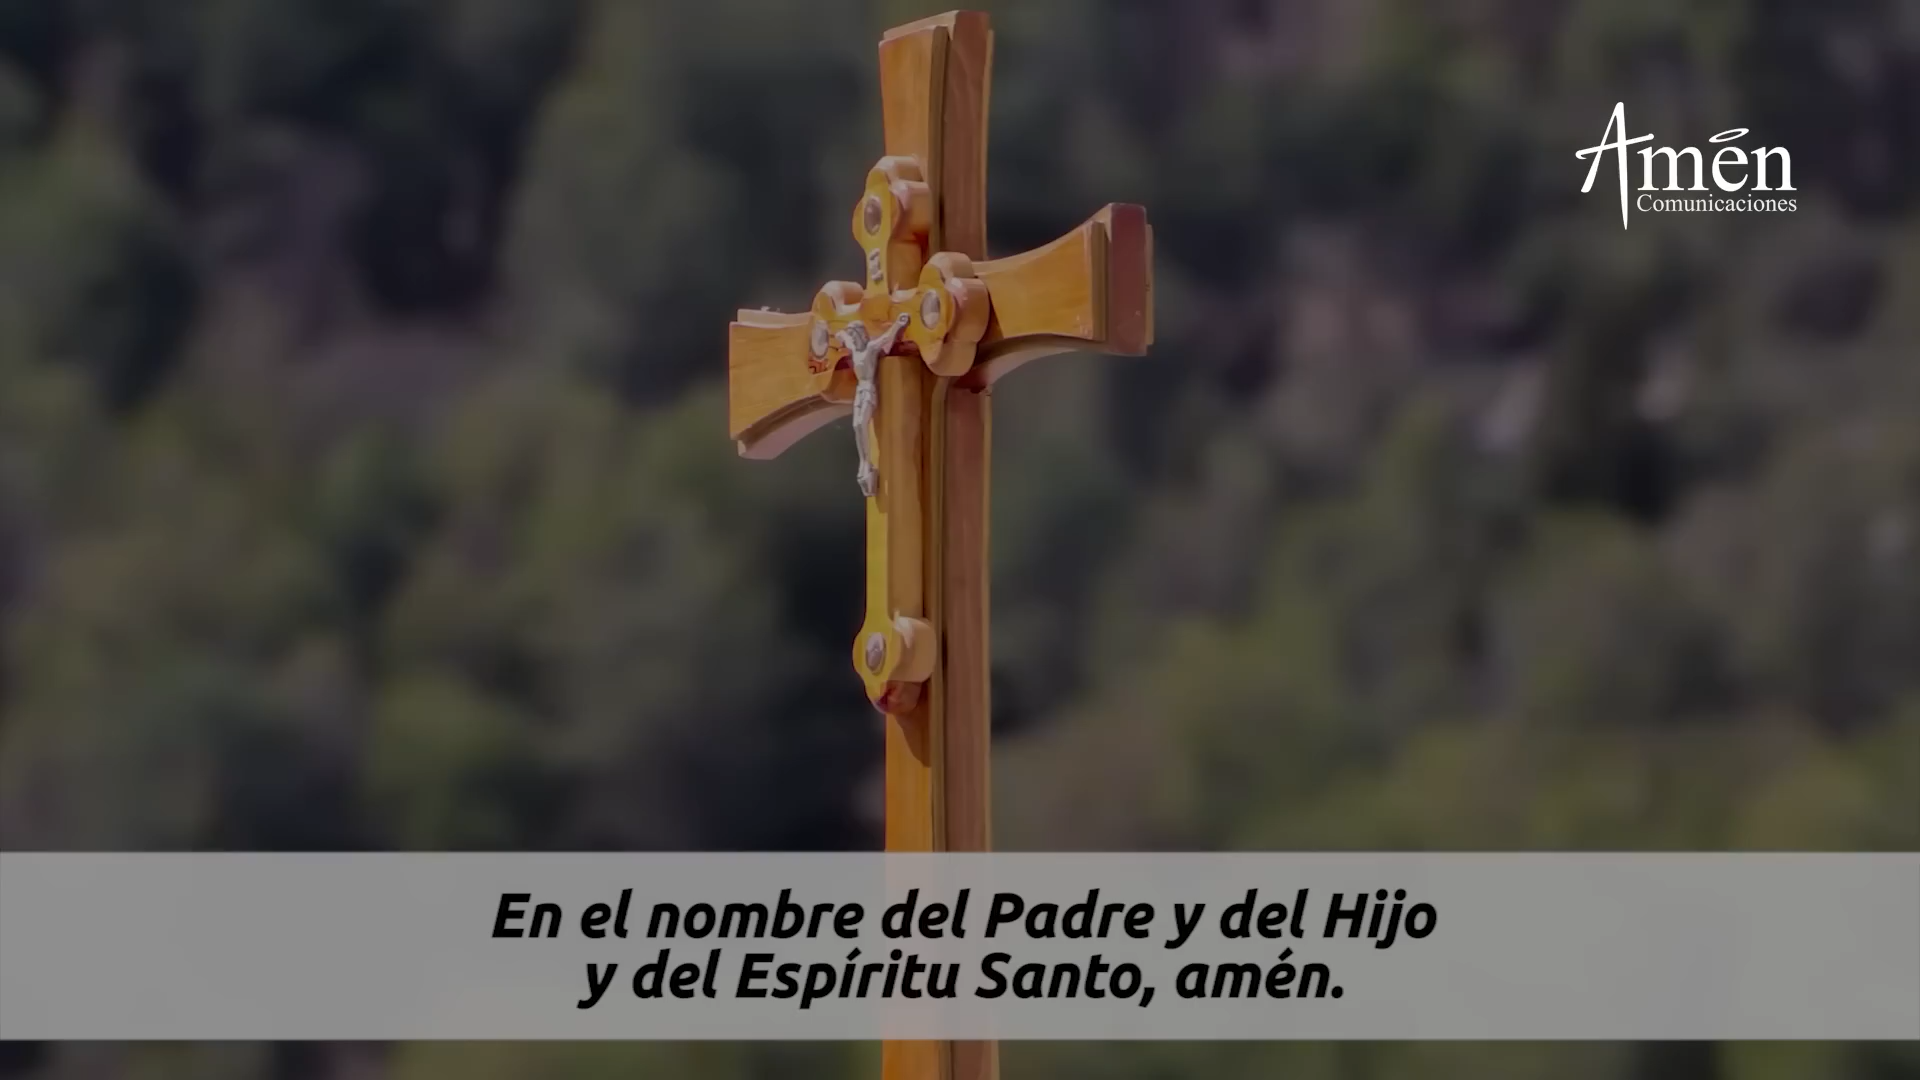 Amén
Comunicaciones
En el nombre del Padre y del Hijo
y del Espíritu Santo, amén.